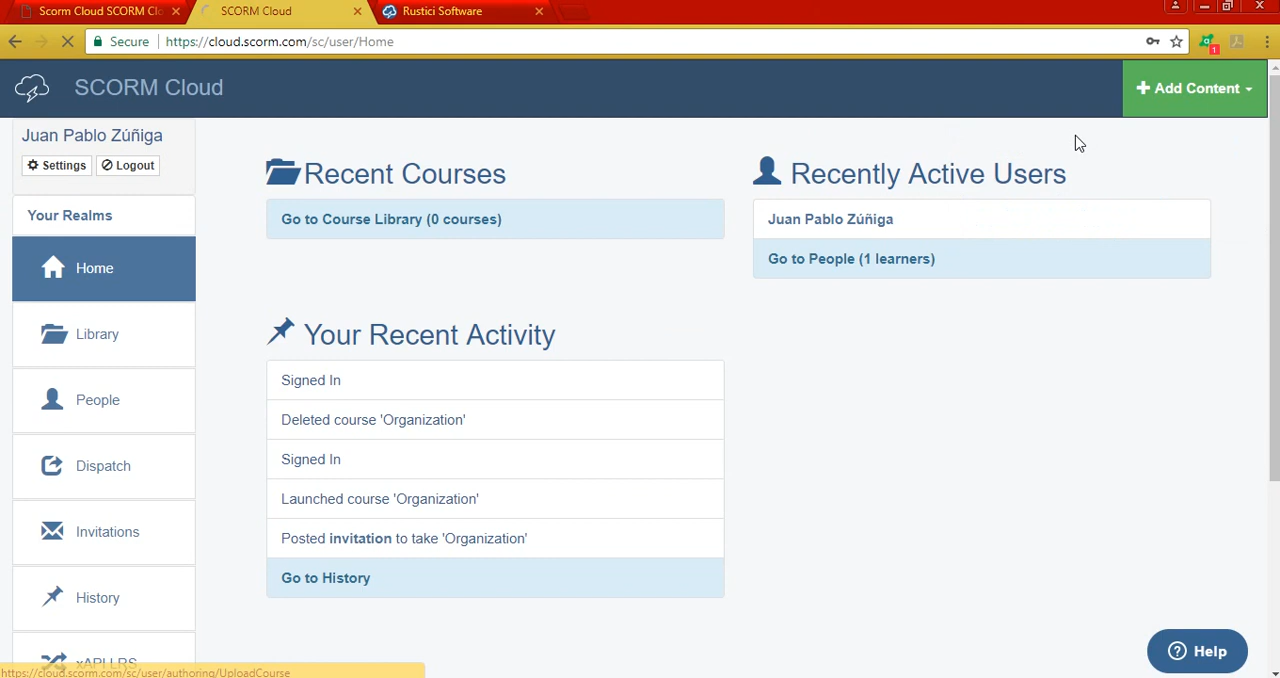 Scorm Cloud SCORM Clo
SCORM Cloud
Rustici Software
Secure
https://cloud.scorm.com/sc/user/Home
1
SCORM Cloud
Add Content
Juan Pablo Zúñiga
Settings
Logout
Your Realms
Home
Library
People
Dispatch
Invitations
History
xAPI LRS
Recent Courses
Go to Course Library (0 courses)
Recently Active Users
Juan Pablo Zúñiga
Go to People (1 learners)
Your Recent Activity
Signed In
Deleted course 'Organization'
Signed In
Launched course 'Organization'
Posted invitation to take 'Organization'
Go to History
Help
https://cloud.scorm.com/sc/user/authoring/UploadCourse